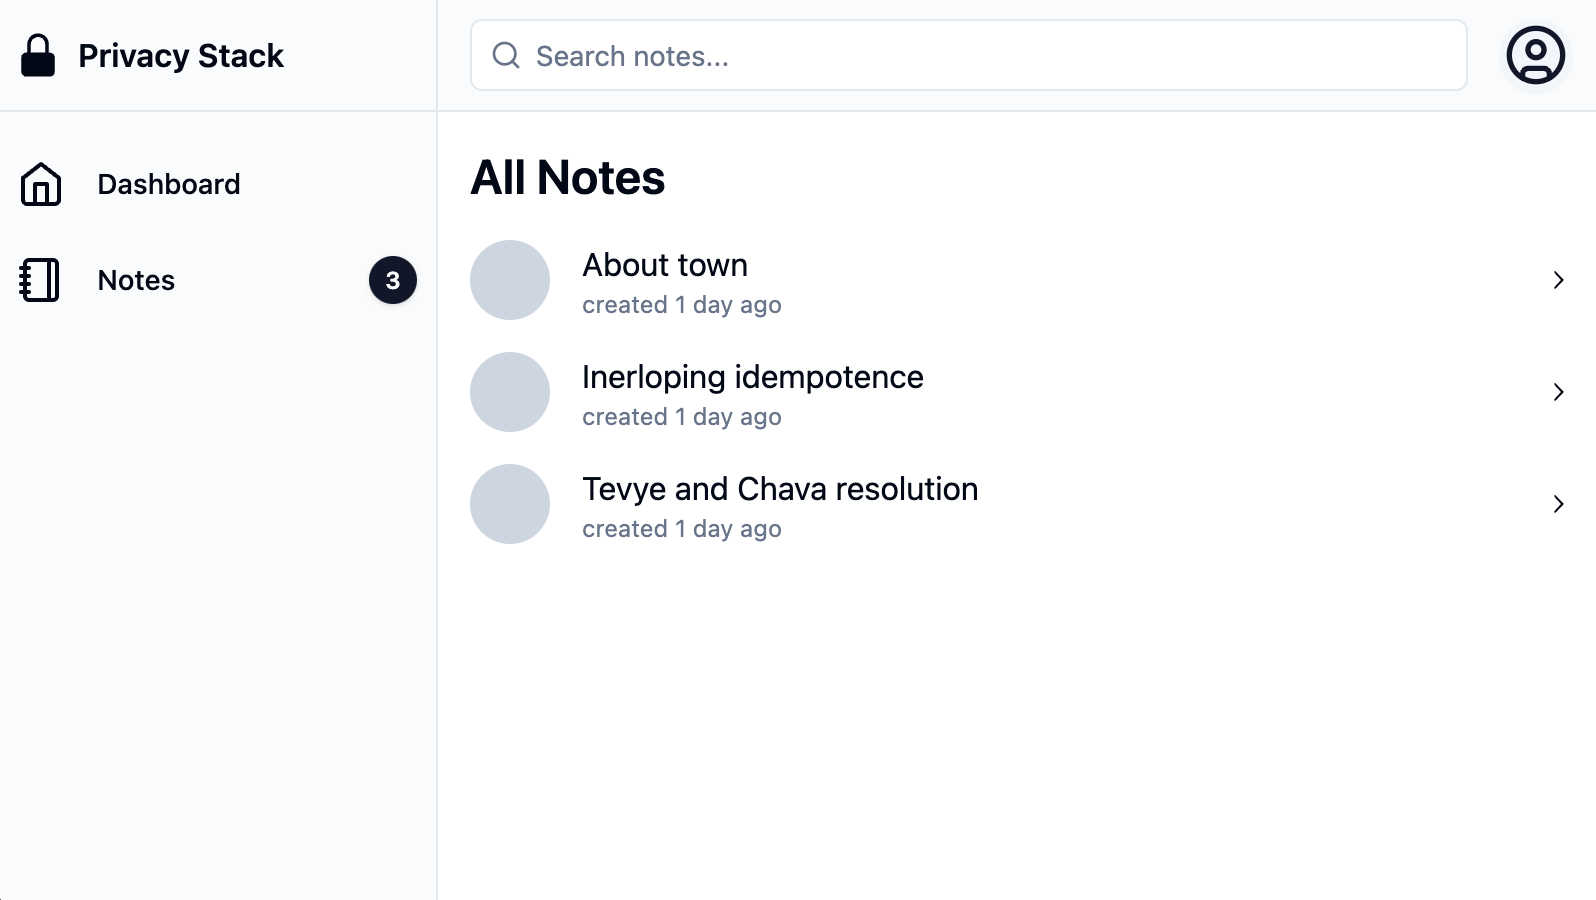 Privacy Stack
Search notes...
Dashboard
Notes
3
All Notes
About town
created 1 day ago
Inerloping idempotence
created 1 day ago
Tevye and Chava resolution
created 1 day ago